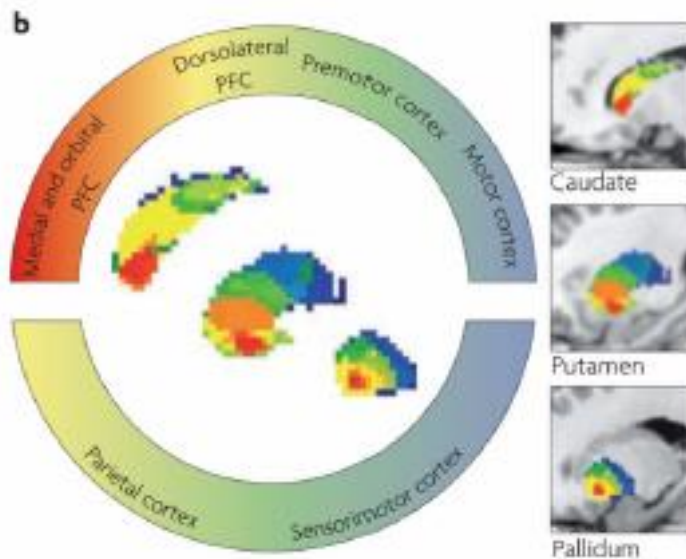 b
Medial and orbital
PFC
Dorsolateral
PFC
Premotor cortex
Motor cortex
Parietal cortex
Sensorimotor cortex
Caudate
Putamen
Pallidum